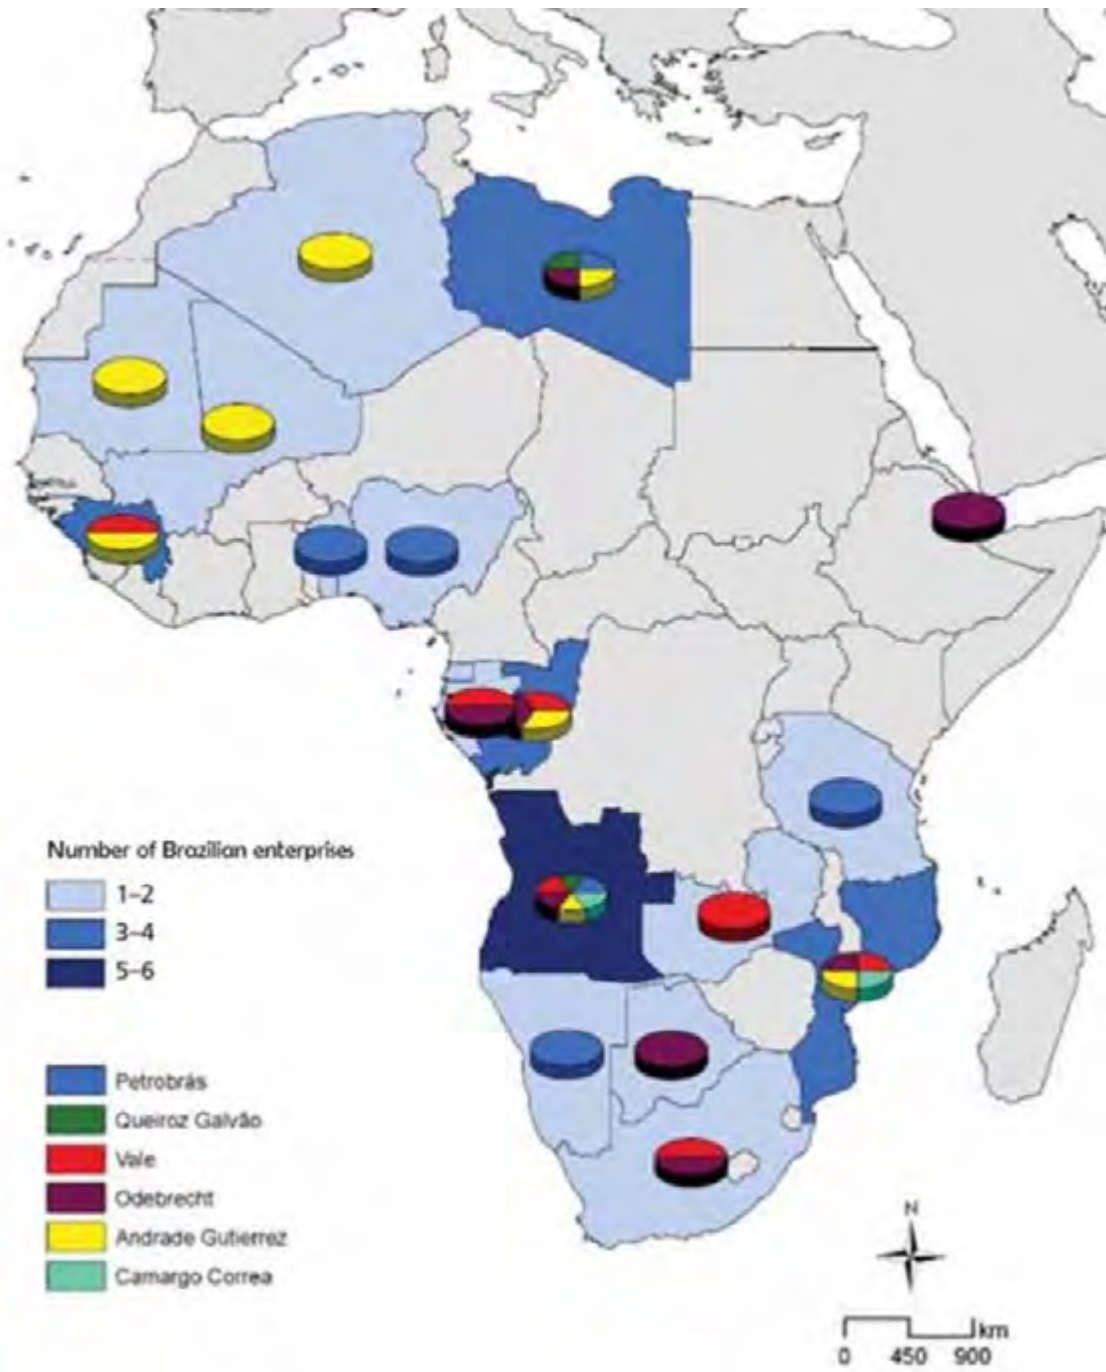 Number of Brazilian enterprises
1–2
3–4
5–6
Petrobrás
Queiroz Galvão
Vale
Odebrecht
Andrade Gutierrez
Camargo Correa
N
km
0 450 900